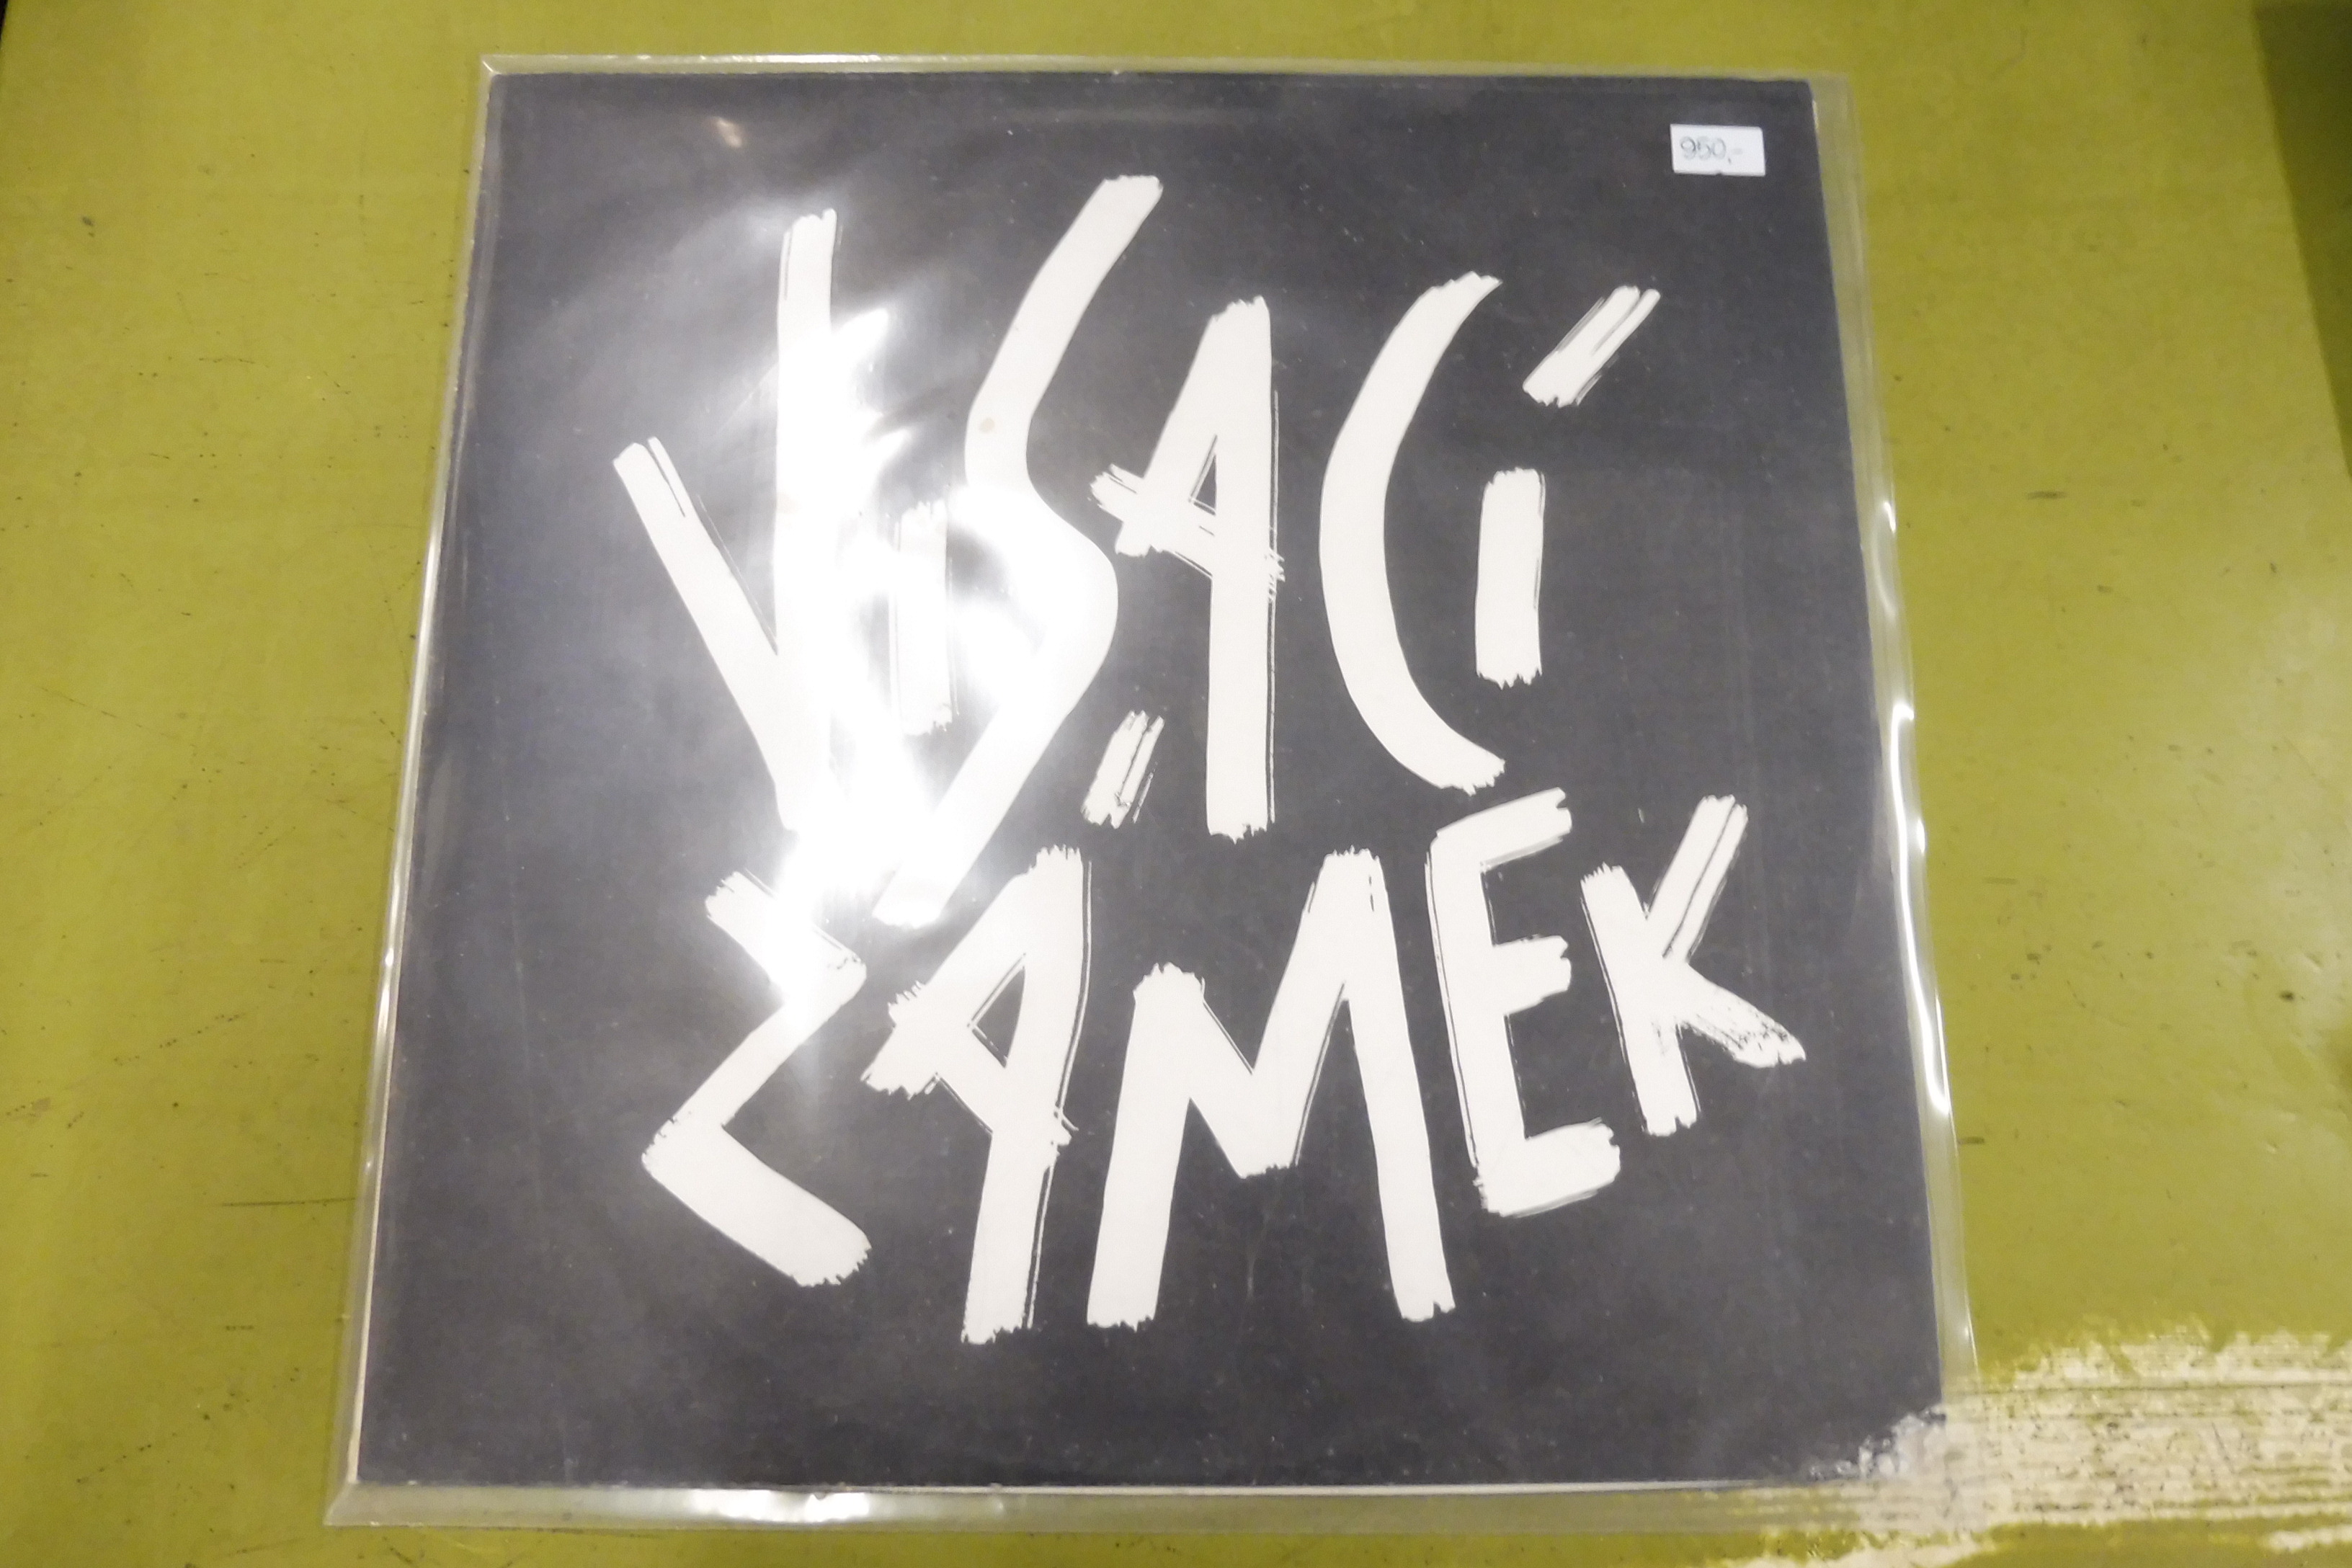 950,-
VISACÍ
ZÁMEK